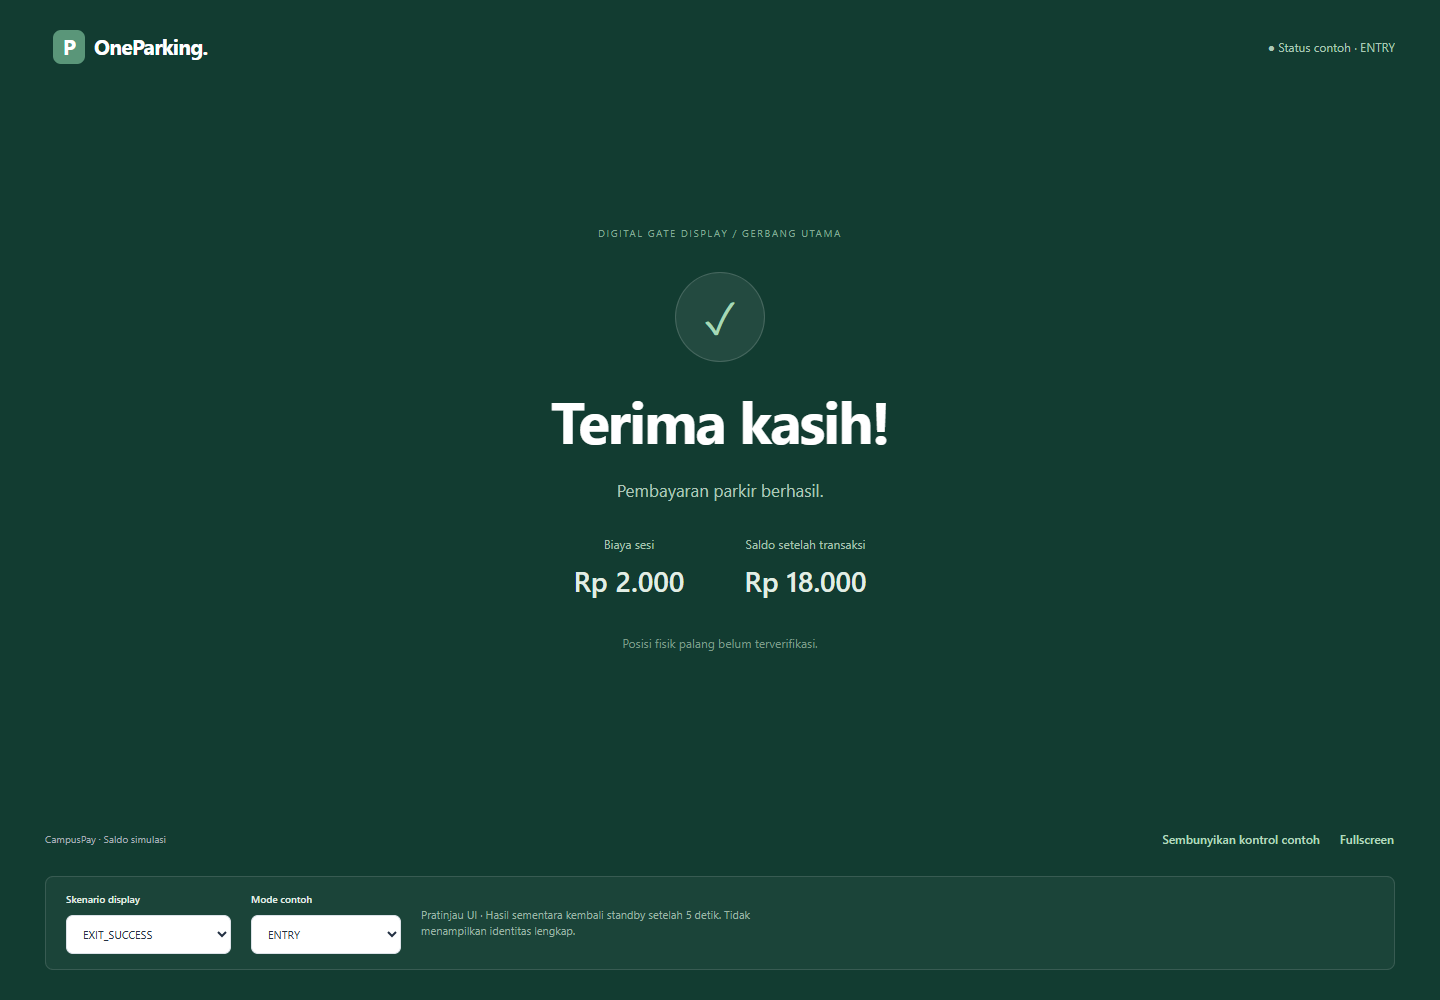 P OneParking.
● Status contoh · ENTRY
DIGITAL GATE DISPLAY / GERBANG UTAMA
✓
Terima kasih!
Pembayaran parkir berhasil.
Biaya sesi
Rp 2.000
Saldo setelah transaksi
Rp 18.000
Posisi fisik palang belum terverifikasi.
CampusPay · Saldo simulasi
Sembunyikan kontrol contoh
Fullscreen
Skenario display
EXIT_SUCCESS
Mode contoh
ENTRY
Pratinjau UI · Hasil sementara kembali standby setelah 5 detik. Tidak
menampilkan identitas lengkap.